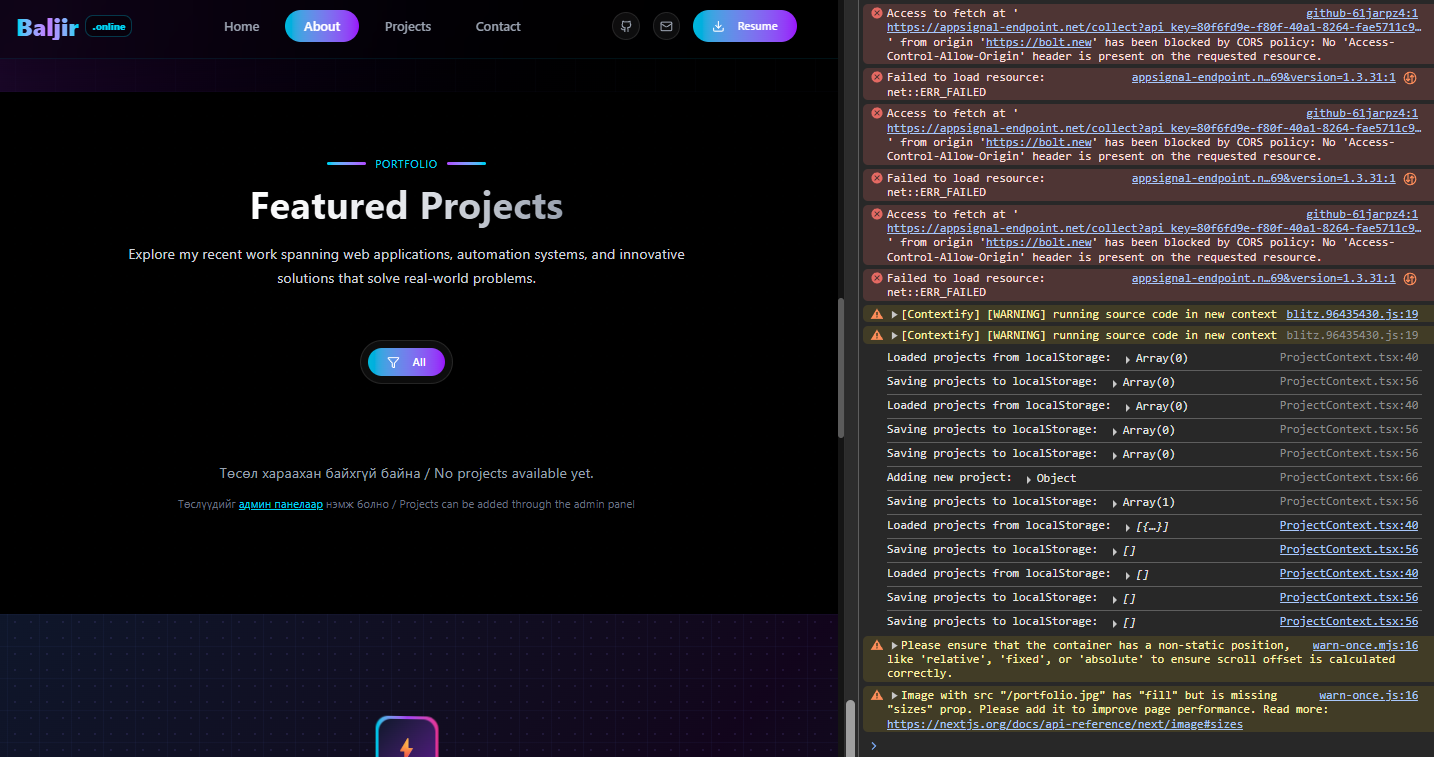 Baljir .online Home About Projects Contact Resume
PORTFOLIO
Featured Projects
Explore my recent work spanning web applications, automation systems, and innovative
solutions that solve real-world problems.
All
Төсөл хараахан байхгүй байна / No projects available yet.
Төслүүдийг админ панелаар нэмж болно / Projects can be added through the admin panel
Access to fetch at ' github-61jarpz4:1
https://appsignal-endpoint.net/collect?api_key=80f6fd9e-f80f-40a1-8264-fae5711c9…
' from origin 'https://bolt.new' has been blocked by CORS policy: No 'Access-
Control-Allow-Origin' header is present on the requested resource.
Failed to load resource: appsignal-endpoint.n…69&version=1.3.31:1
net::ERR_FAILED
Access to fetch at ' github-61jarpz4:1
https://appsignal-endpoint.net/collect?api_key=80f6fd9e-f80f-40a1-8264-fae5711c9…
' from origin 'https://bolt.new' has been blocked by CORS policy: No 'Access-
Control-Allow-Origin' header is present on the requested resource.
Failed to load resource: appsignal-endpoint.n…69&version=1.3.31:1
net::ERR_FAILED
Access to fetch at ' github-61jarpz4:1
https://appsignal-endpoint.net/collect?api_key=80f6fd9e-f80f-40a1-8264-fae5711c9…
' from origin 'https://bolt.new' has been blocked by CORS policy: No 'Access-
Control-Allow-Origin' header is present on the requested resource.
Failed to load resource: appsignal-endpoint.n…69&version=1.3.31:1
net::ERR_FAILED
[Contextify] [WARNING] running source code in new context blitz.96435430.js:19
[Contextify] [WARNING] running source code in new context blitz.96435430.js:19
Loaded projects from localStorage: Array(0) ProjectContext.tsx:40
Saving projects to localStorage: Array(0) ProjectContext.tsx:56
Loaded projects from localStorage: Array(0) ProjectContext.tsx:40
Saving projects to localStorage: Array(0) ProjectContext.tsx:56
Saving projects to localStorage: Array(0) ProjectContext.tsx:56
Adding new project: Object ProjectContext.tsx:66
Saving projects to localStorage: Array(1) ProjectContext.tsx:56
Loaded projects from localStorage: [{…}] ProjectContext.tsx:40
Saving projects to localStorage: [] ProjectContext.tsx:56
Loaded projects from localStorage: [] ProjectContext.tsx:40
Saving projects to localStorage: [] ProjectContext.tsx:56
Saving projects to localStorage: [] ProjectContext.tsx:56
Please ensure that the container has a non-static position, warn-once.mjs:16
like 'relative', 'fixed', or 'absolute' to ensure scroll offset is calculated
correctly.
Image with src "/portfolio.jpg" has "fill" but is missing warn-once.js:16
"sizes" prop. Please add it to improve page performance. Read more:
https://nextjs.org/docs/api-reference/next/image#sizes